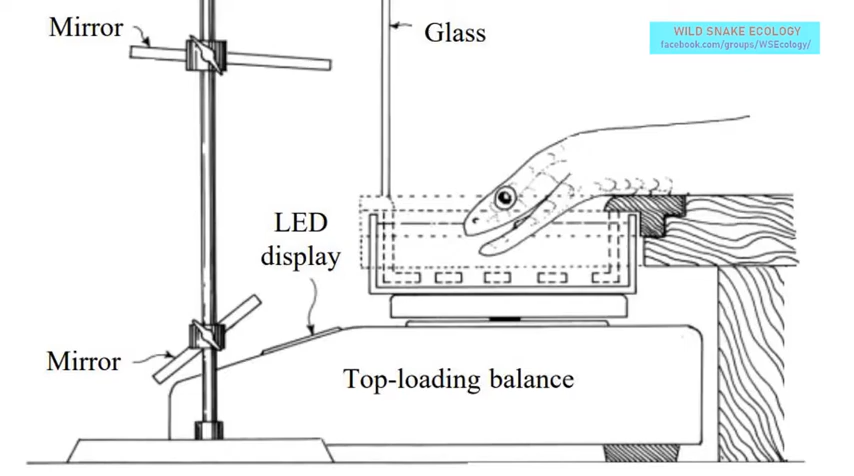 Mirror
Glass
WILD SNAKE ECOLOGY
facebook.com/groups/WSEcology/
LED
display
Mirror
Top-loading balance